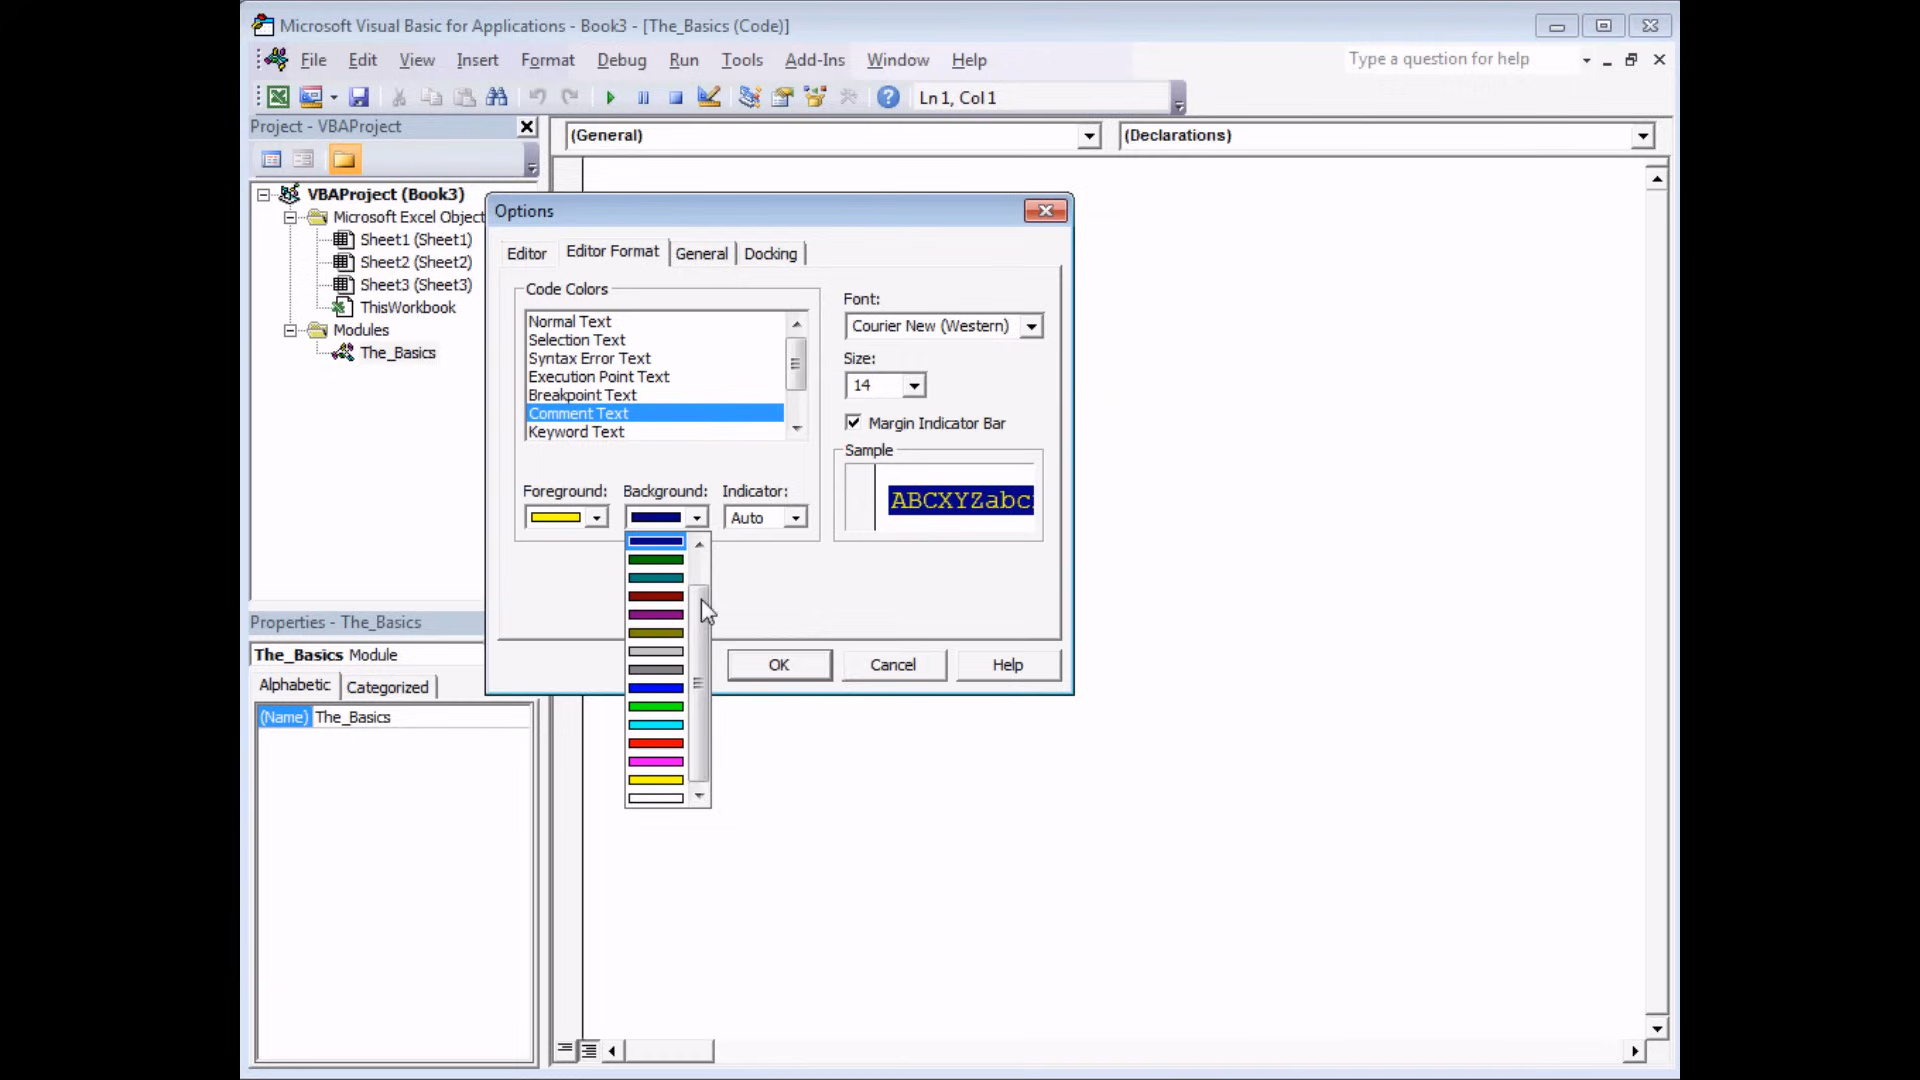 Microsoft Visual Basic for Applications - Book3 - [The_Basics (Code)]
File Edit View Insert Format Debug Run Tools Add-Ins Window Help
Type a question for help
Ln 1, Col 1
Project - VBAProject
(General)
(Declarations)
VBAProject (Book3)
Microsoft Excel Object
Sheet1 (Sheet1)
Sheet2 (Sheet2)
Sheet3 (Sheet3)
ThisWorkbook
Modules
The_Basics
Options
Editor
Editor Format
General
Docking
Code Colors
Normal Text
Selection Text
Syntax Error Text
Execution Point Text
Breakpoint Text
Comment Text
Keyword Text
Font:
Courier New (Western)
Size:
14
Margin Indicator Bar
Sample
ABCXYZabc
Foreground:
Background:
Indicator:
Auto
OK
Cancel
Help
Properties - The_Basics
The_Basics Module
Alphabetic
Categorized
(Name) The_Basics